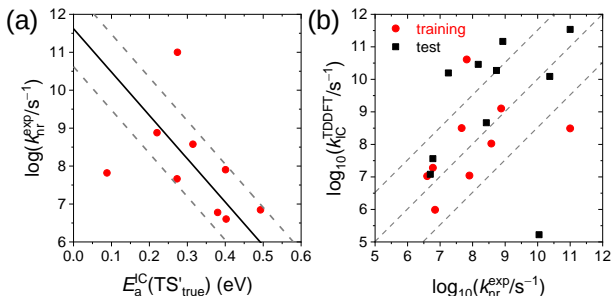 (a)
log(k_nr^exp/s⁻¹)
12
11
10
9
8
7
6
0.0 0.1 0.2 0.3 0.4 0.5 0.6
E_a^IC(TS'_true) (eV)
(b)
log₁₀(k_IC^TDDFT/s⁻¹)
training
test
12
11
10
9
8
7
6
5
5 6 7 8 9 10 11 12
log₁₀(k_nr^exp/s⁻¹)